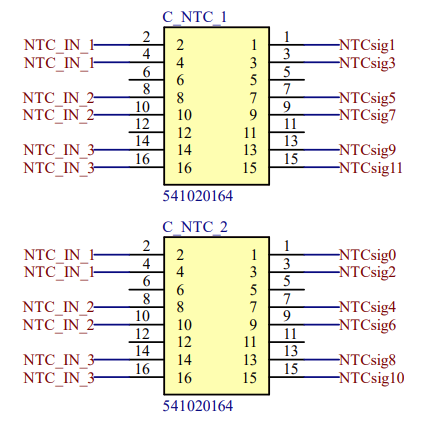 C_NTC_1
NTC_IN_1 2 2 1 1 NTCsig1
NTC_IN_1 4 4 3 3 NTCsig3
6 6 5 5
NTC_IN_2 8 8 7 7 NTCsig5
NTC_IN_2 10 10 9 9 NTCsig7
12 12 11 11
NTC_IN_3 14 14 13 13 NTCsig9
NTC_IN_3 16 16 15 15 NTCsig11
541020164
C_NTC_2
NTC_IN_1 2 2 1 1 NTCsig0
NTC_IN_1 4 4 3 3 NTCsig2
6 6 5 5
NTC_IN_2 8 8 7 7 NTCsig4
NTC_IN_2 10 10 9 9 NTCsig6
12 12 11 11
NTC_IN_3 14 14 13 13 NTCsig8
NTC_IN_3 16 16 15 15 NTCsig10
541020164